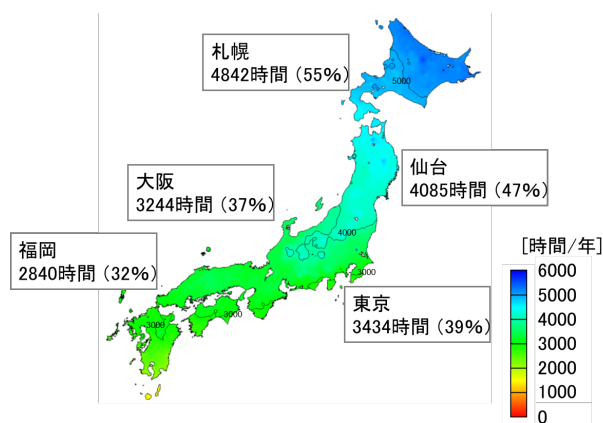 札幌
4842時間 (55%)
5000
仙台
4085時間 (47%)
大阪
3244時間 (37%)
4000
福岡
2840時間 (32%)
3000
東京
3434時間 (39%)
3000
3000
[時間/年]
6000
5000
4000
3000
2000
1000
0